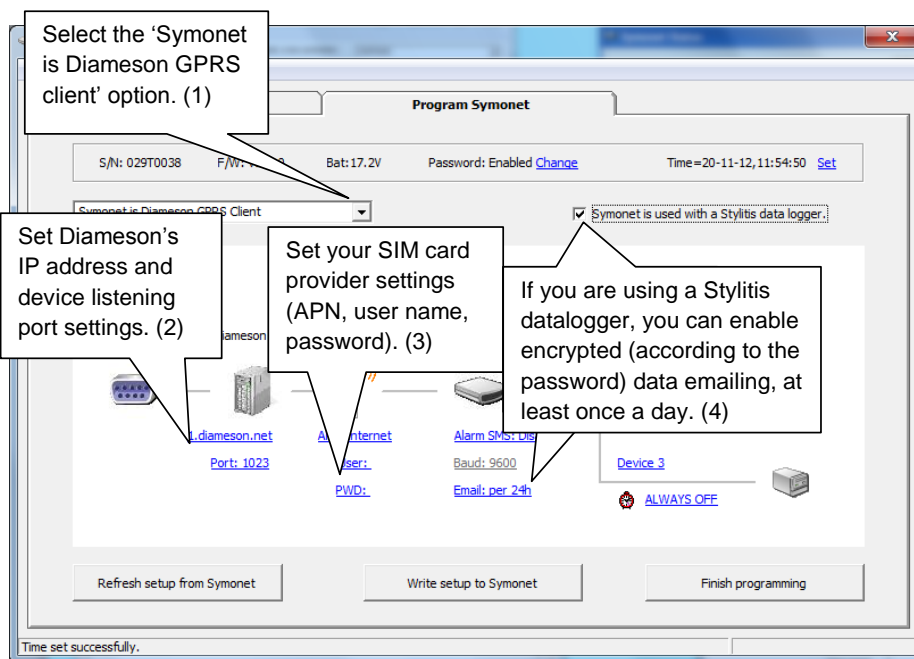 Select the ‘Symonet
is Diameson GPRS
client’ option. (1)
Program Symonet
S/N: 029T0038
Bat:17.2V
Password: Enabled Change
Time=20-11-12,11:54:50 Set
Symonet is Diameson GPRS Client
Symonet is used with a Stylitis data logger.
Set Diameson’s
IP address and
device listening
port settings. (2)
Set your SIM card
provider settings
(APN, user name,
password). (3)
If you are using a Stylitis
datalogger, you can enable
encrypted (according to the
password) data emailing, at
least once a day. (4)
.diameson.net
Port: 1023
PWD:
Alarm SMS:
Baud: 9600
Email: per 24h
Device 3
ALWAYS OFF
Refresh setup from Symonet
Write setup to Symonet
Finish programming
Time set successfully.